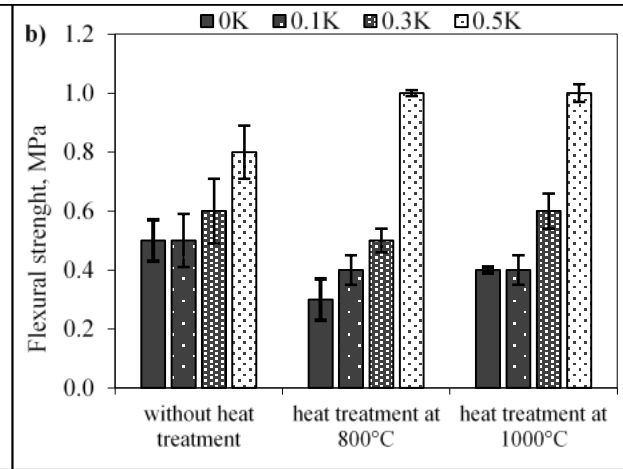 b)
0K 0.1K 0.3K 0.5K
Flexural strenght, MPa
1.2
1.0
0.8
0.6
0.4
0.2
0.0
without heat treatment
heat treatment at 800°C
heat treatment at 1000°C